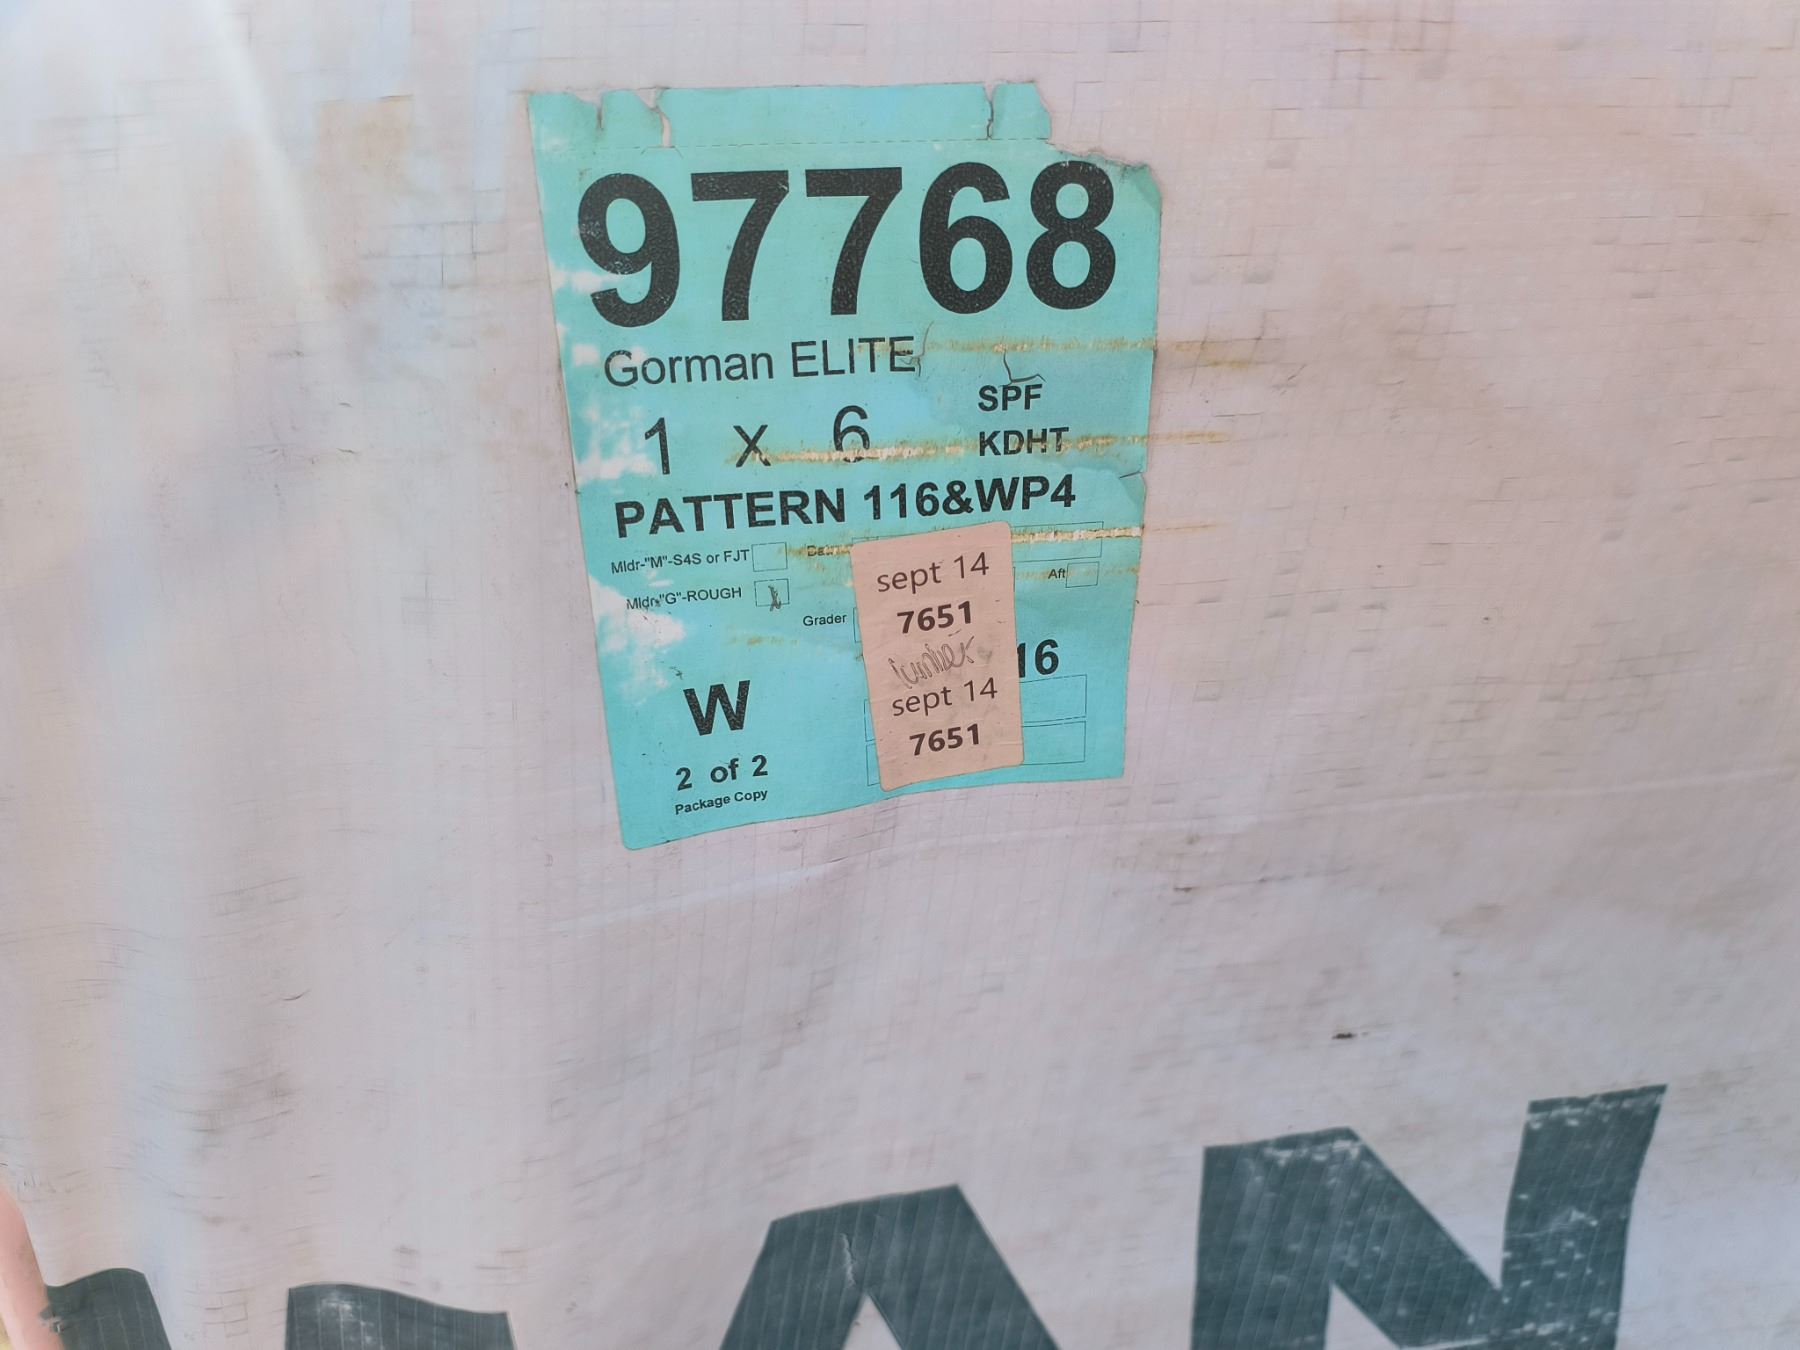 97768
Gorman ELITE
1 x 6 SPF
KDHT
PATTERN 116&WP4
Mldr-"M"-S4S or FJT
Mldr-"G"-ROUGH
Aft
Grader
sept 14
7651
lumber
sept 14
7651
16
W
2 of 2
Package Copy
AN